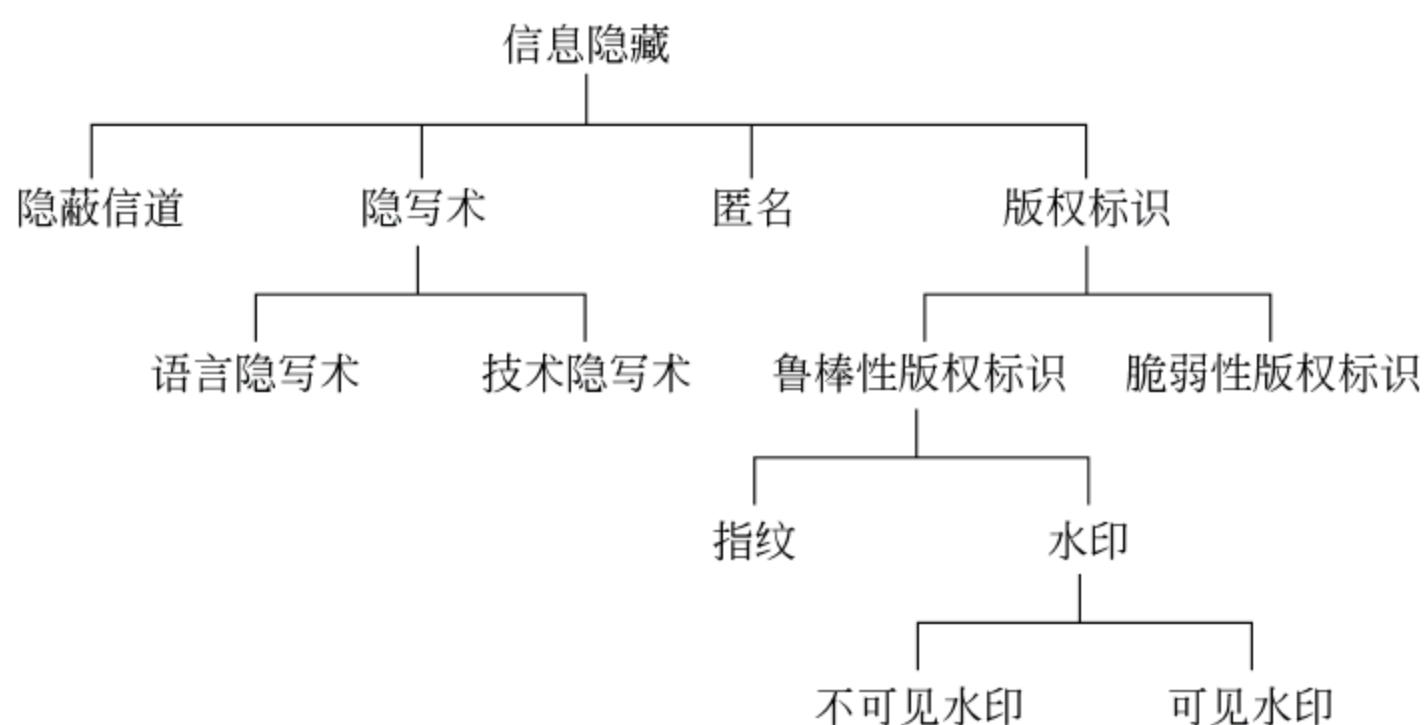 信息隐藏
隐蔽信道 隐写术 匿名 版权标识
语言隐写术 技术隐写术 鲁棒性版权标识 脆弱性版权标识
指纹 水印
不可见水印 可见水印